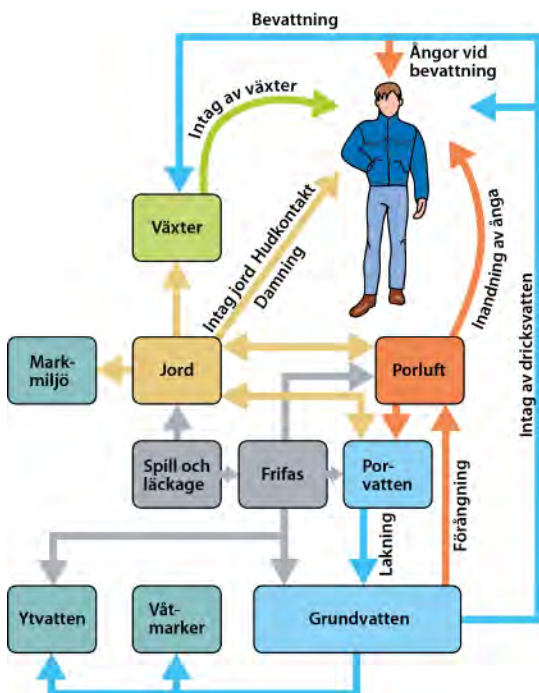 Bevattning
Ångor vid
bevattning
Intag av växter
Växter
Intag jord Hudkontakt
Damning
Inandning av ånga
Intag av dricksvatten
Mark-
miljö
Jord
Porluft
Spill och
läckage
Frifas
Por-
vatten
Lakning
Förångning
Ytvatten
Våt-
marker
Grundvatten